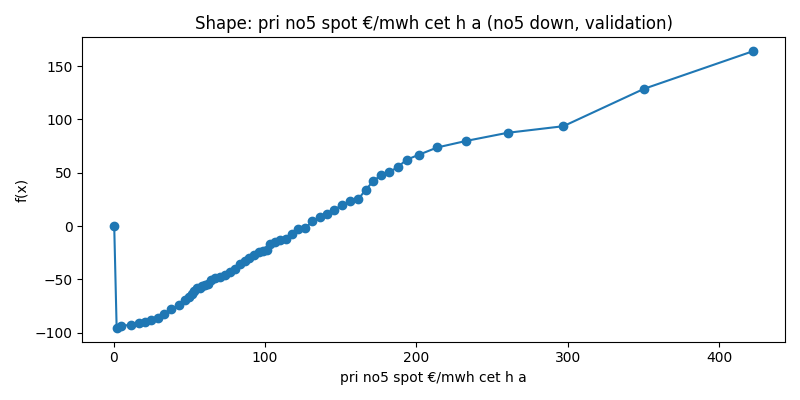 Shape: pri no5 spot €/mwh cet h a (no5 down, validation)
f(x)
150
100
50
0
−50
−100
0 100 200 300 400
pri no5 spot €/mwh cet h a